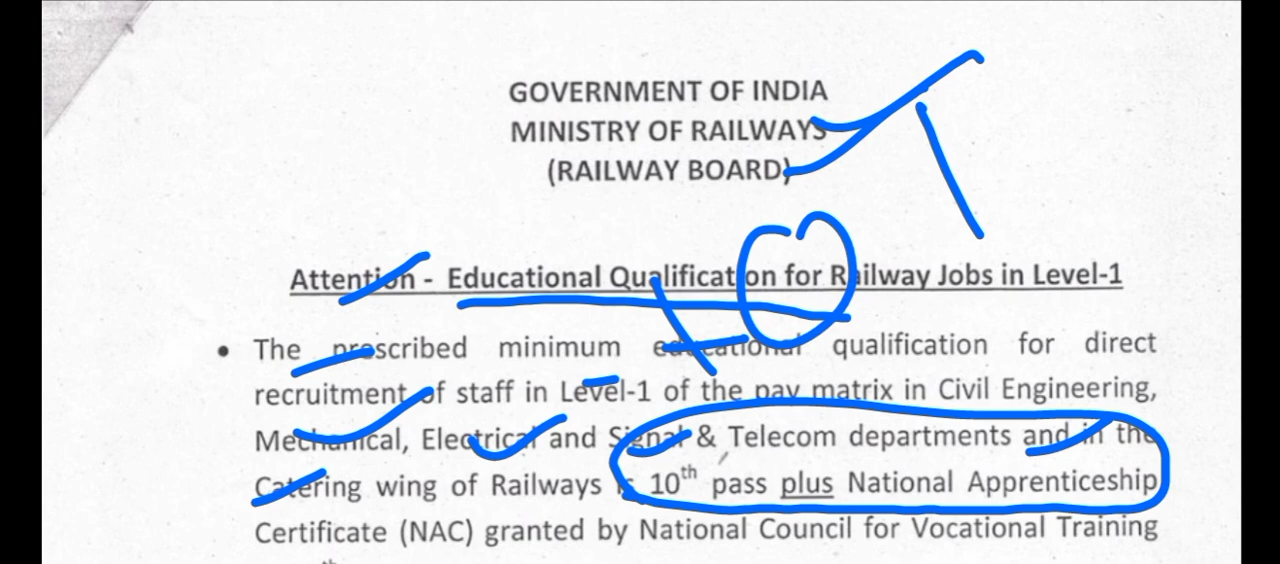 GOVERNMENT OF INDIA
MINISTRY OF RAILWAYS
(RAILWAY BOARD)
Attention - Educational Qualification for Railway Jobs in Level-1
• The prescribed minimum educational qualification for direct
recruitment of staff in Level-1 of the pay matrix in Civil Engineering,
Mechanical, Electrical and Signal & Telecom departments and in the
Catering wing of Railways is 10th pass plus National Apprenticeship
Certificate (NAC) granted by National Council for Vocational Training